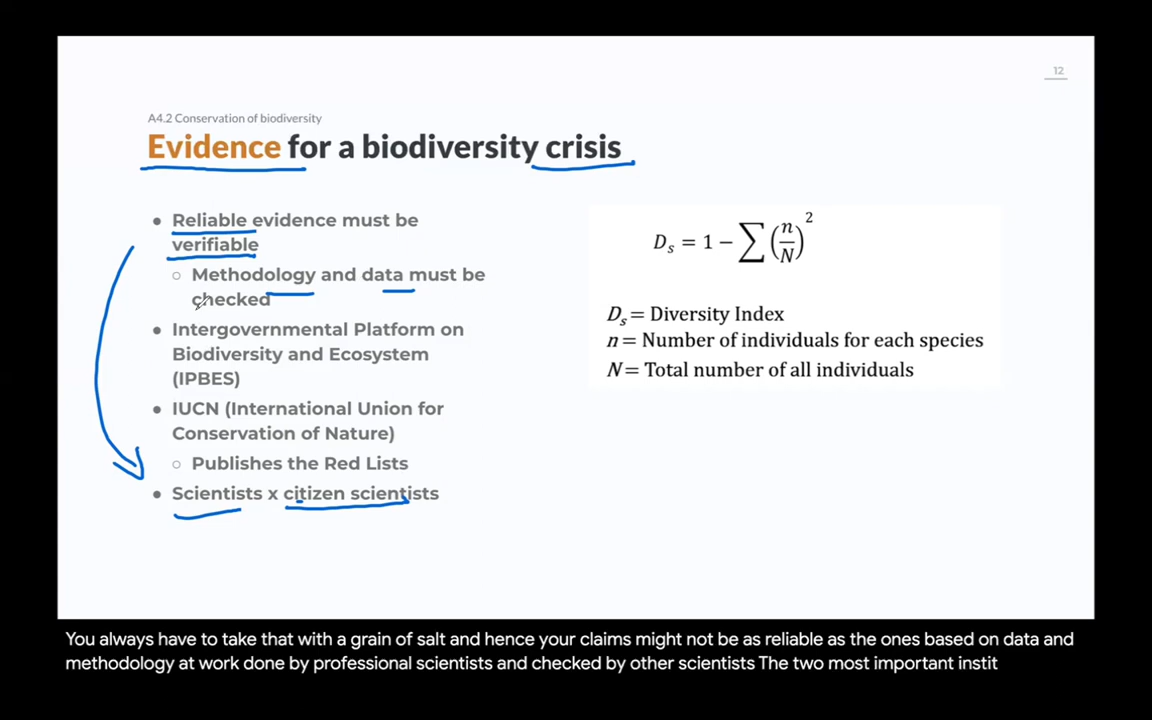 12
A4.2 Conservation of biodiversity
Evidence for a biodiversity crisis
● Reliable evidence must be
verifiable
○ Methodology and data must be
checked
● Intergovernmental Platform on
Biodiversity and Ecosystem
(IPBES)
● IUCN (International Union for
Conservation of Nature)
○ Publishes the Red Lists
● Scientists x citizen scientists
Dₛ = 1 − ∑ (n/N)²
Dₛ = Diversity Index
n = Number of individuals for each species
N = Total number of all individuals
You always have to take that with a grain of salt and hence your claims might not be as reliable as the ones based on data and
methodology at work done by professional scientists and checked by other scientists The two most important instit